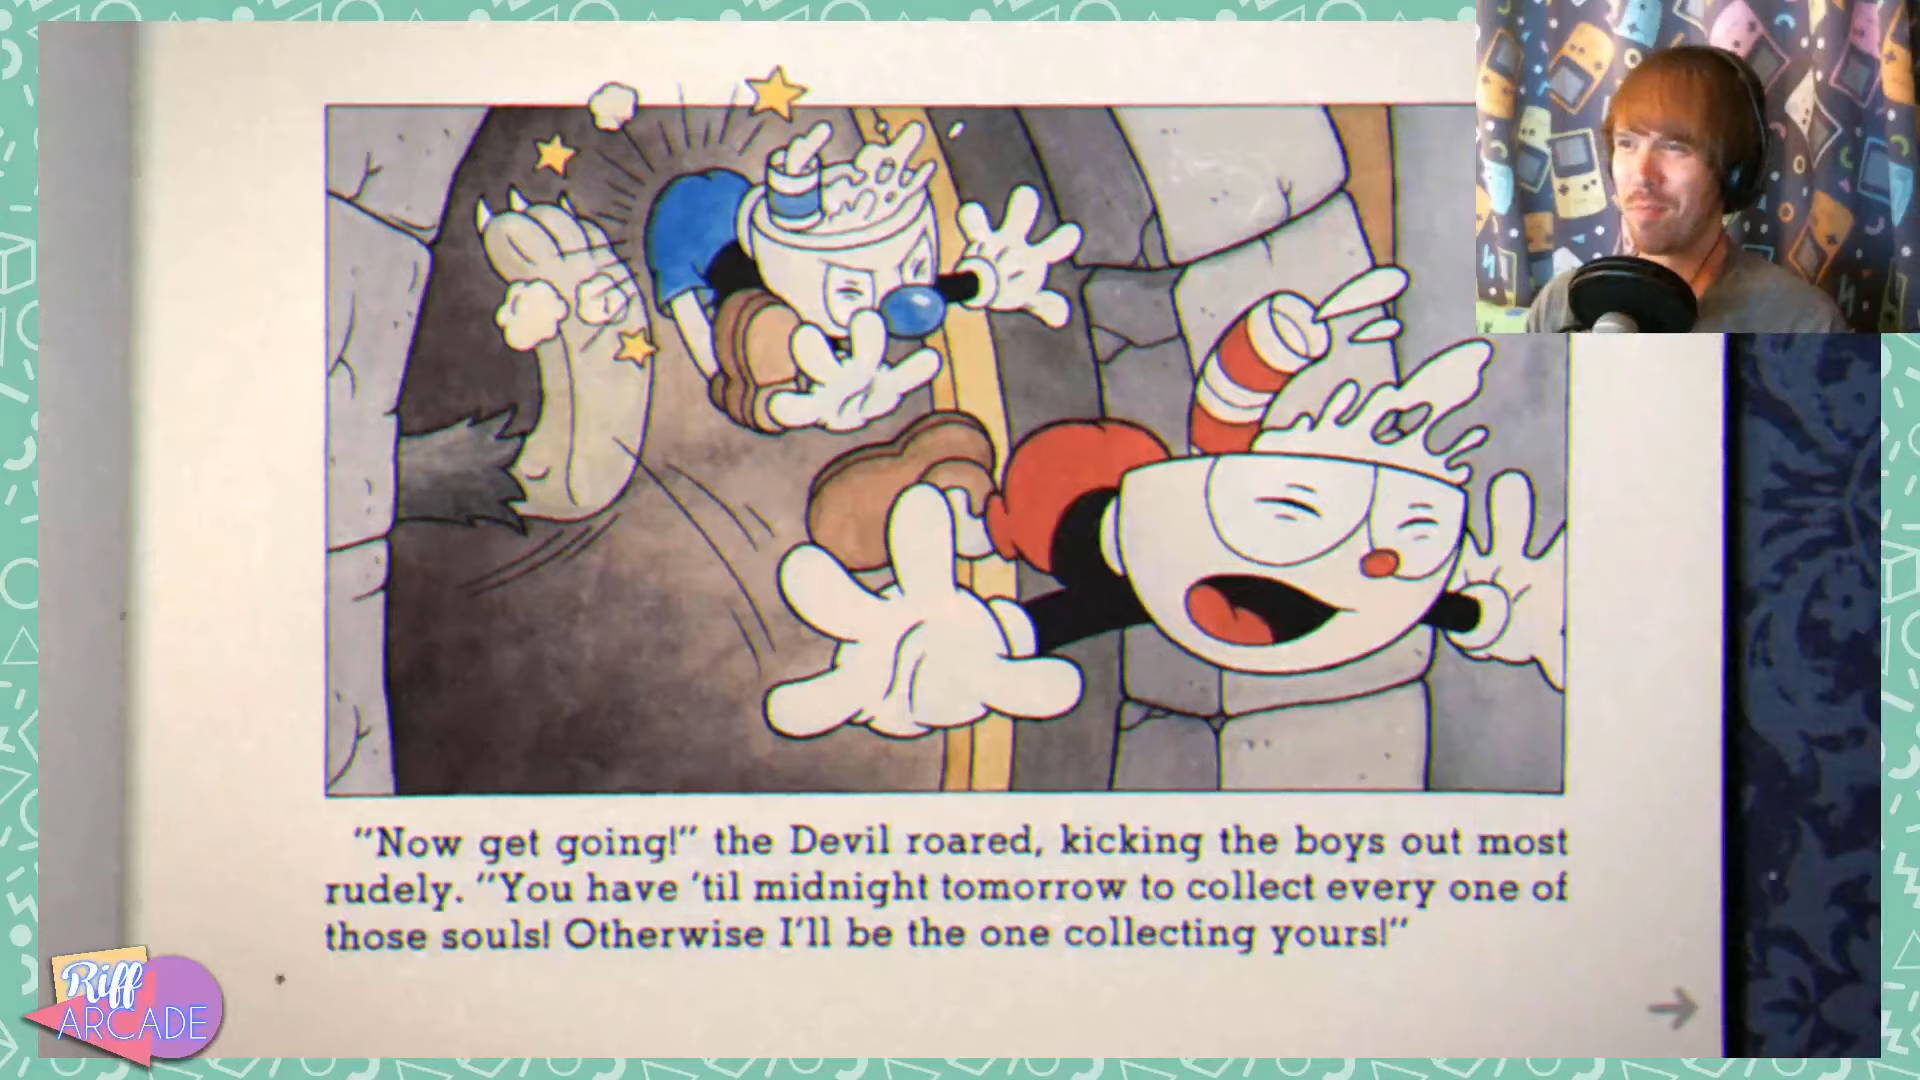 “Now get going!” the Devil roared, kicking the boys out most
rudely. “You have ’til midnight tomorrow to collect every one of
those souls! Otherwise I’ll be the one collecting yours!”
Riff
ARCADE